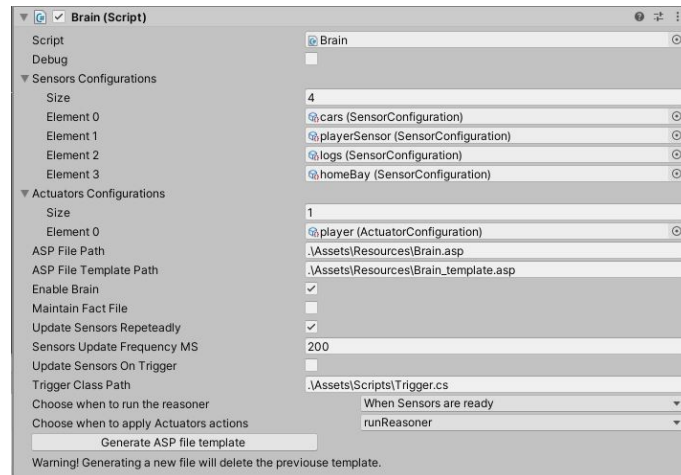 Brain (Script)
Script Brain
Debug
Sensors Configurations
Size 4
Element 0 cars (SensorConfiguration)
Element 1 playerSensor (SensorConfiguration)
Element 2 logs (SensorConfiguration)
Element 3 homeBay (SensorConfiguration)
Actuators Configurations
Size 1
Element 0 player (ActuatorConfiguration)
ASP File Path .\Assets\Resources\Brain.asp
ASP File Template Path .\Assets\Resources\Brain_template.asp
Enable Brain
Maintain Fact File
Update Sensors Repeteadly
Sensors Update Frequency MS 200
Update Sensors On Trigger
Trigger Class Path .\Assets\Scripts\Trigger.cs
Choose when to run the reasoner When Sensors are ready
Choose when to apply Actuators actions runReasoner
Generate ASP file template
Warning! Generating a new file will delete the previouse template.